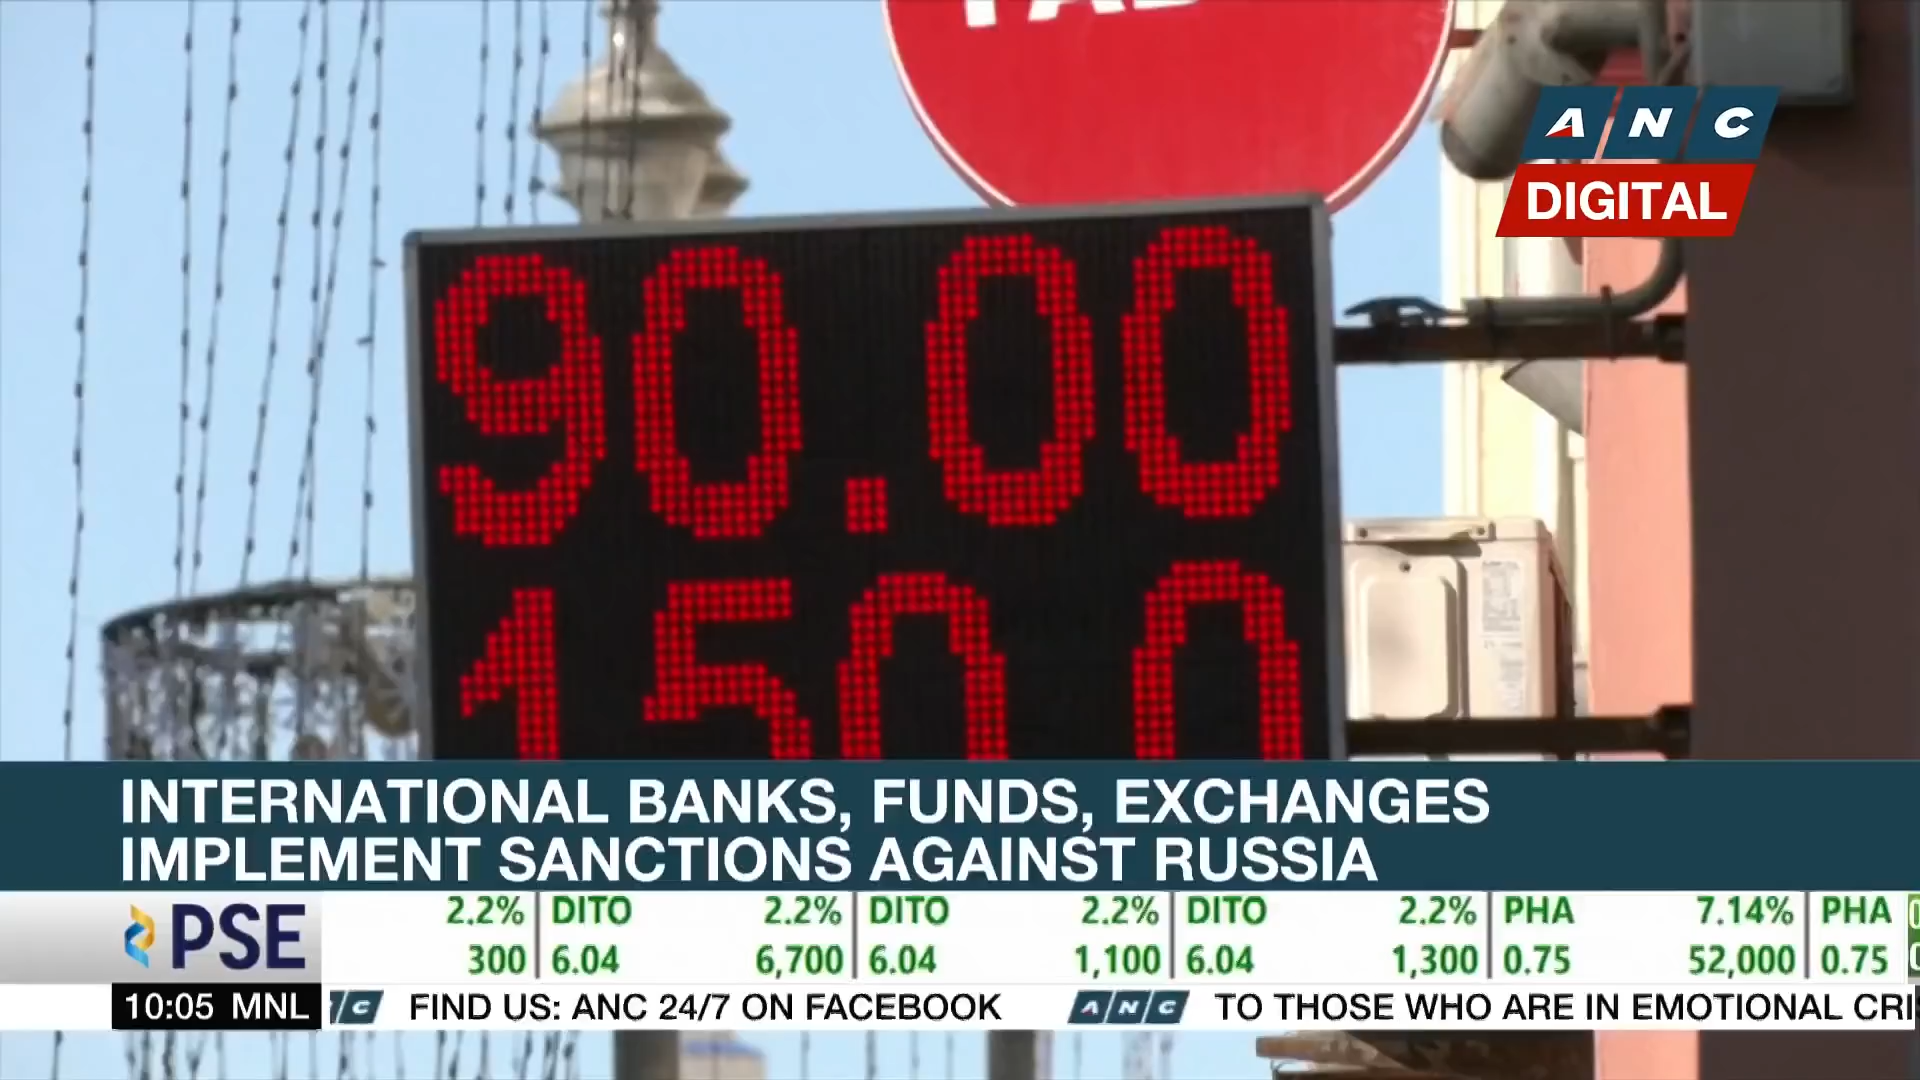 A N C
DIGITAL
90.00
150.0
INTERNATIONAL BANKS, FUNDS, EXCHANGES
IMPLEMENT SANCTIONS AGAINST RUSSIA
PSE
2.2% DITO 2.2% DITO 2.2% DITO 2.2% PHA 7.14% PHA
300 6.04 6,700 6.04 1,100 6.04 1,300 0.75 52,000 0.75
10:05 MNL C FIND US: ANC 24/7 ON FACEBOOK ANC TO THOSE WHO ARE IN EMOTIONAL CRI